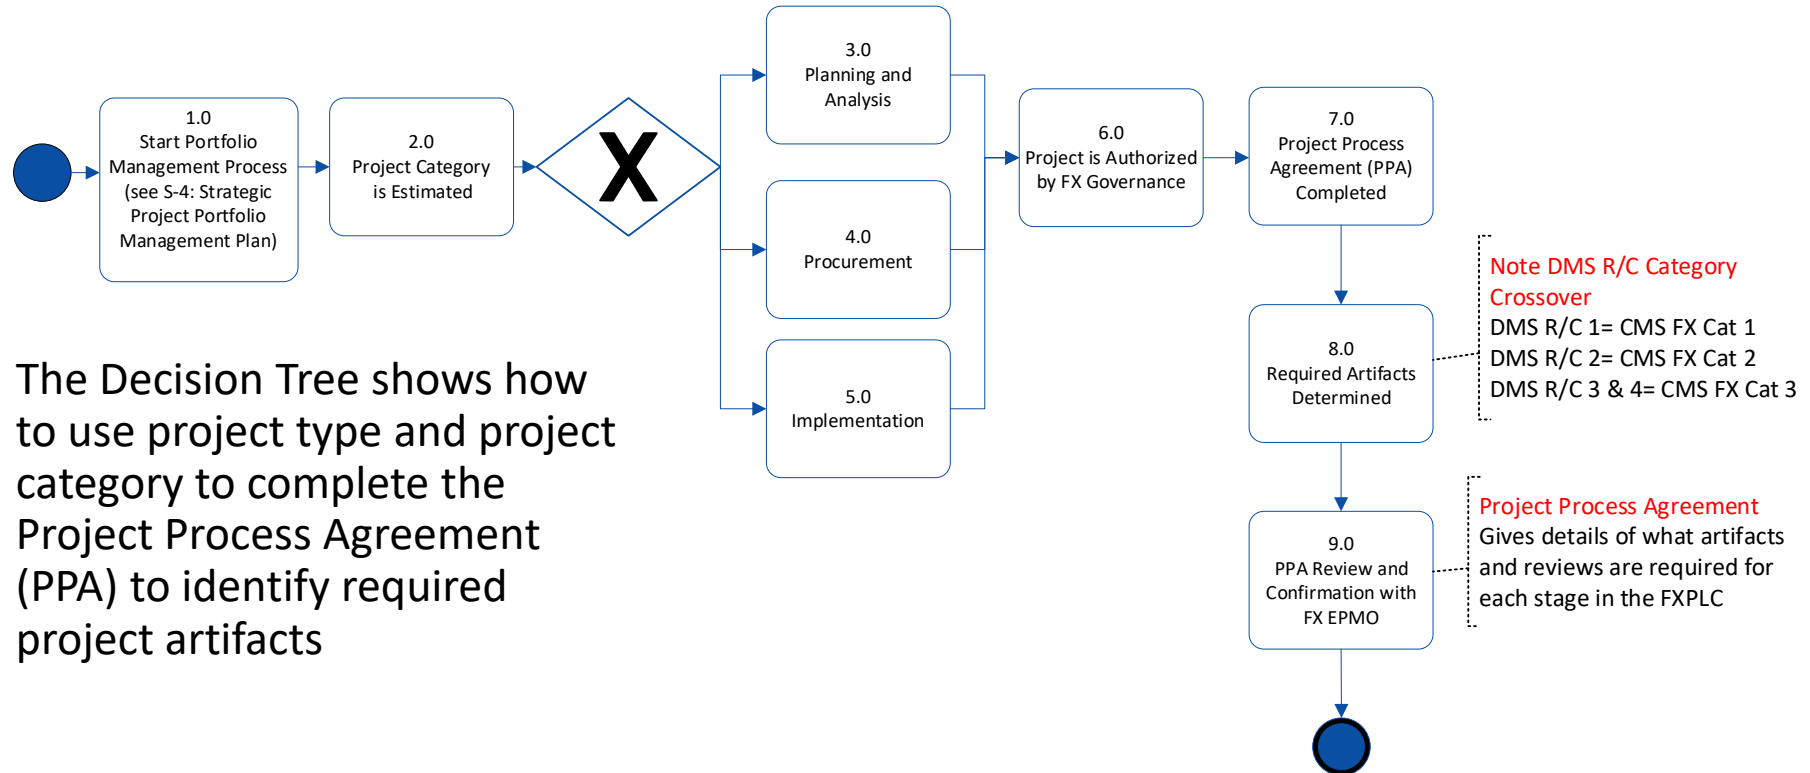 1.0
Start Portfolio
Management Process
(see S-4: Strategic
Project Portfolio
Management Plan)
2.0
Project Category
is Estimated
X
3.0
Planning and
Analysis
4.0
Procurement
5.0
Implementation
6.0
Project is Authorized
by FX Governance
7.0
Project Process
Agreement (PPA)
Completed
8.0
Required Artifacts
Determined
Note DMS R/C Category
Crossover
DMS R/C 1= CMS FX Cat 1
DMS R/C 2= CMS FX Cat 2
DMS R/C 3 & 4= CMS FX Cat 3
9.0
PPA Review and
Confirmation with
FX EPMO
Project Process Agreement
Gives details of what artifacts
and reviews are required for
each stage in the FXPLC
The Decision Tree shows how
to use project type and project
category to complete the
Project Process Agreement
(PPA) to identify required
project artifacts